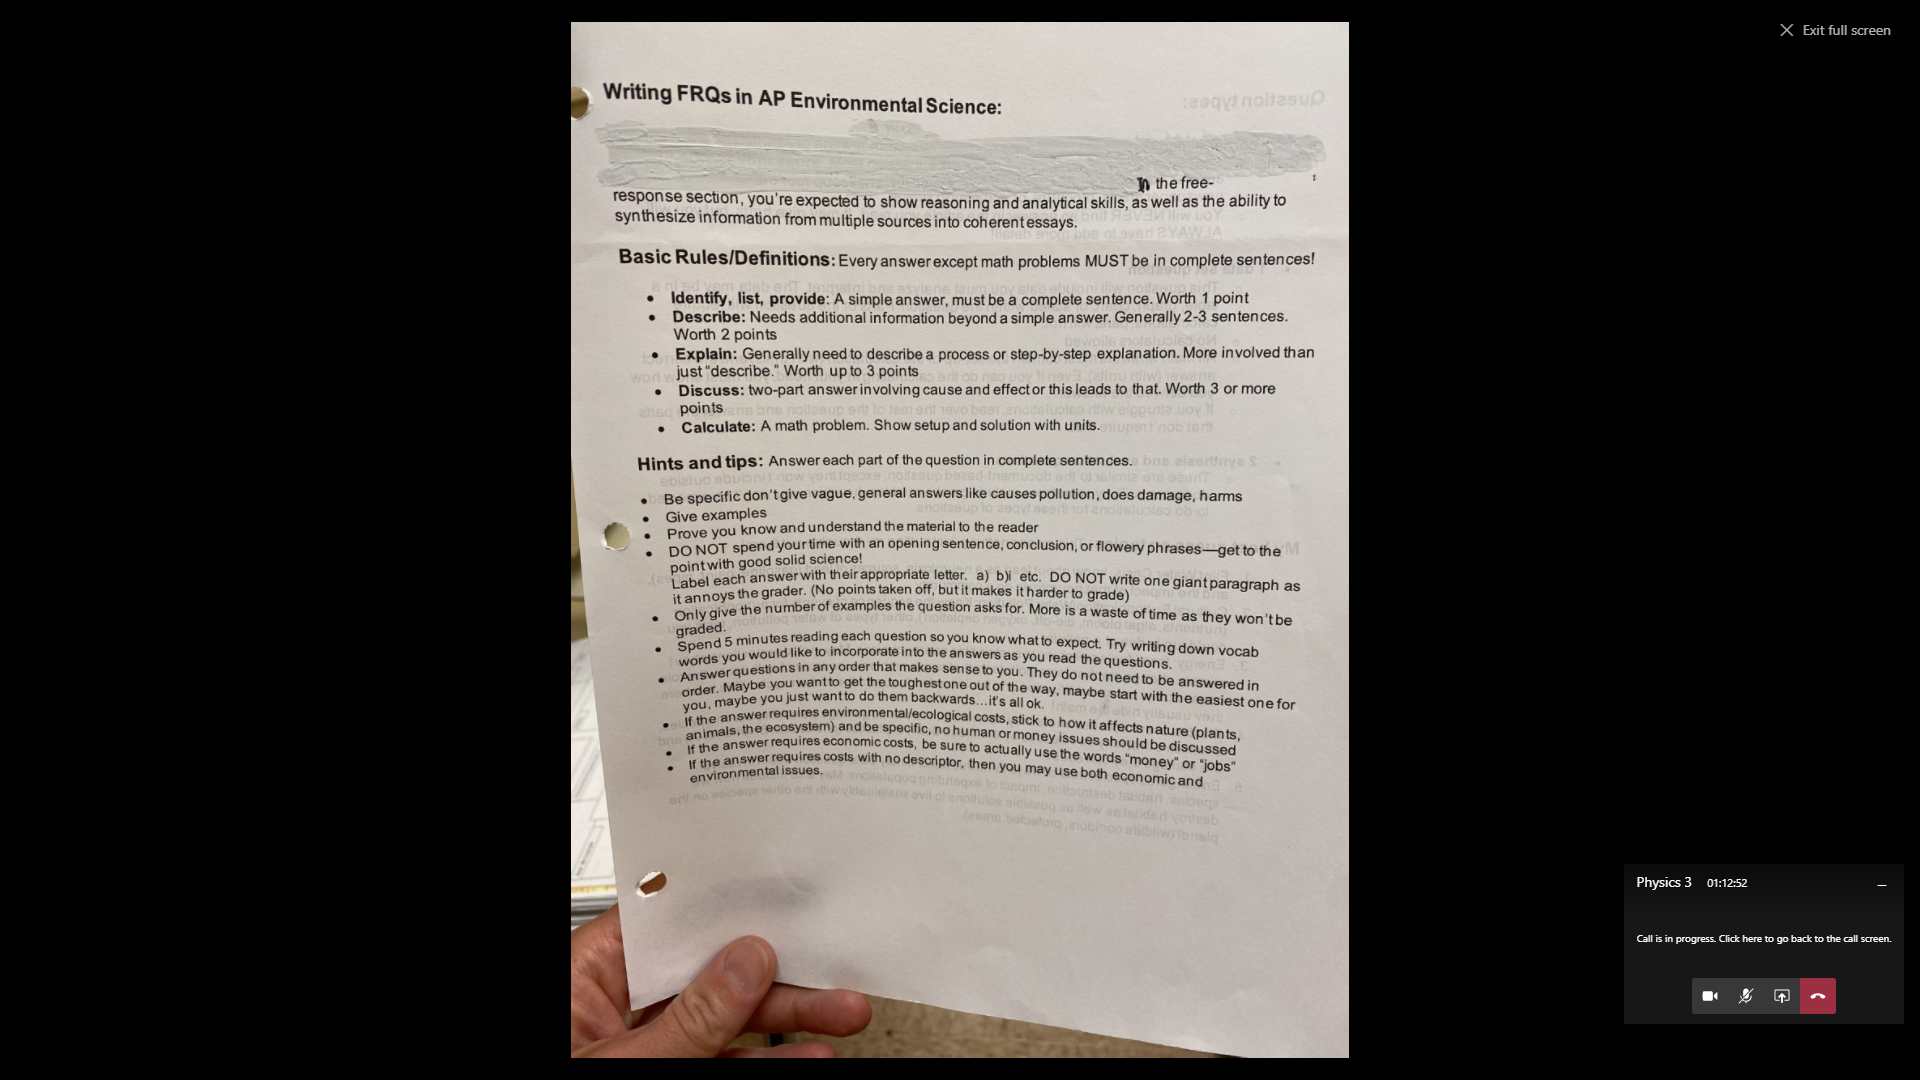 Exit full screen
Writing FRQs in AP Environmental Science:
In the free-
response section, you're expected to show reasoning and analytical skills, as well as the ability to
synthesize information from multiple sources into coherent essays.
Basic Rules/Definitions: Every answer except math problems MUST be in complete sentences!
• Identify, list, provide: A simple answer, must be a complete sentence. Worth 1 point
• Describe: Needs additional information beyond a simple answer. Generally 2-3 sentences.
Worth 2 points
• Explain: Generally need to describe a process or step-by-step explanation. More involved than
just “describe.” Worth up to 3 points
• Discuss: two-part answer involving cause and effect or this leads to that. Worth 3 or more
points
• Calculate: A math problem. Show setup and solution with units.
Hints and tips: Answer each part of the question in complete sentences.
• Be specific don't give vague, general answers like causes pollution, does damage, harms
• Give examples
• Prove you know and understand the material to the reader
• DO NOT spend your time with an opening sentence, conclusion, or flowery phrases—get to the
point with good solid science!
Label each answer with their appropriate letter. a) b)i etc. DO NOT write one giant paragraph as
it annoys the grader. (No points taken off, but it makes it harder to grade)
• Only give the number of examples the question asks for. More is a waste of time as they won't be
graded.
• Spend 5 minutes reading each question so you know what to expect. Try writing down vocab
words you would like to incorporate into the answers as you read the questions.
• Answer questions in any order that makes sense to you. They do not need to be answered in
order. Maybe you want to get the toughest one out of the way, maybe start with the easiest one for
you, maybe you just want to do them backwards...it's all ok.
• If the answer requires environmental/ecological costs, stick to how it affects nature (plants,
animals, the ecosystem) and be specific, no human or money issues should be discussed
• If the answer requires economic costs, be sure to actually use the words “money” or “jobs”
• If the answer requires costs with no descriptor, then you may use both economic and
environmental issues.
Physics 3 01:12:52
Call is in progress. Click here to go back to the call screen.